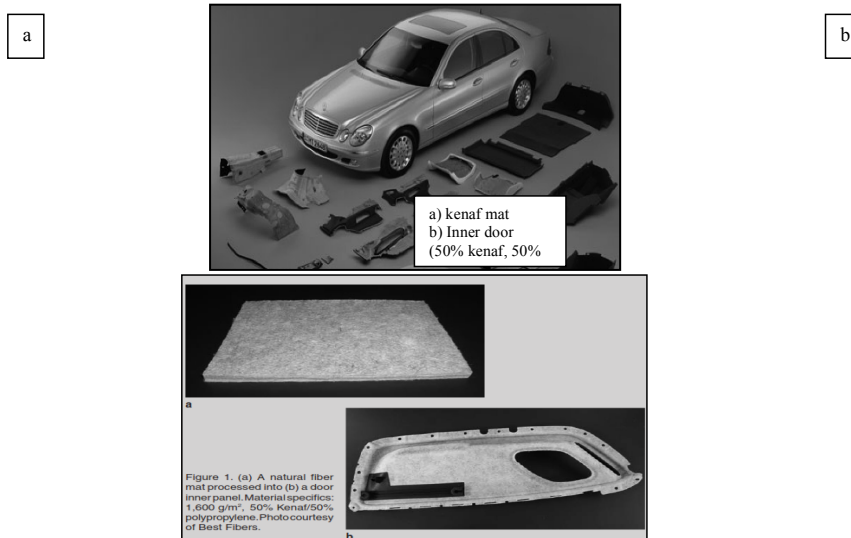 a
b
a) kenaf mat
b) Inner door
(50% kenaf, 50%
a
Figure 1. (a) A natural fiber
mat processed into (b) a door
inner panel. Material specifics:
1,600 g/m², 50% Kenaf/50%
polypropylene. Photo courtesy
of Best Fibers.
b